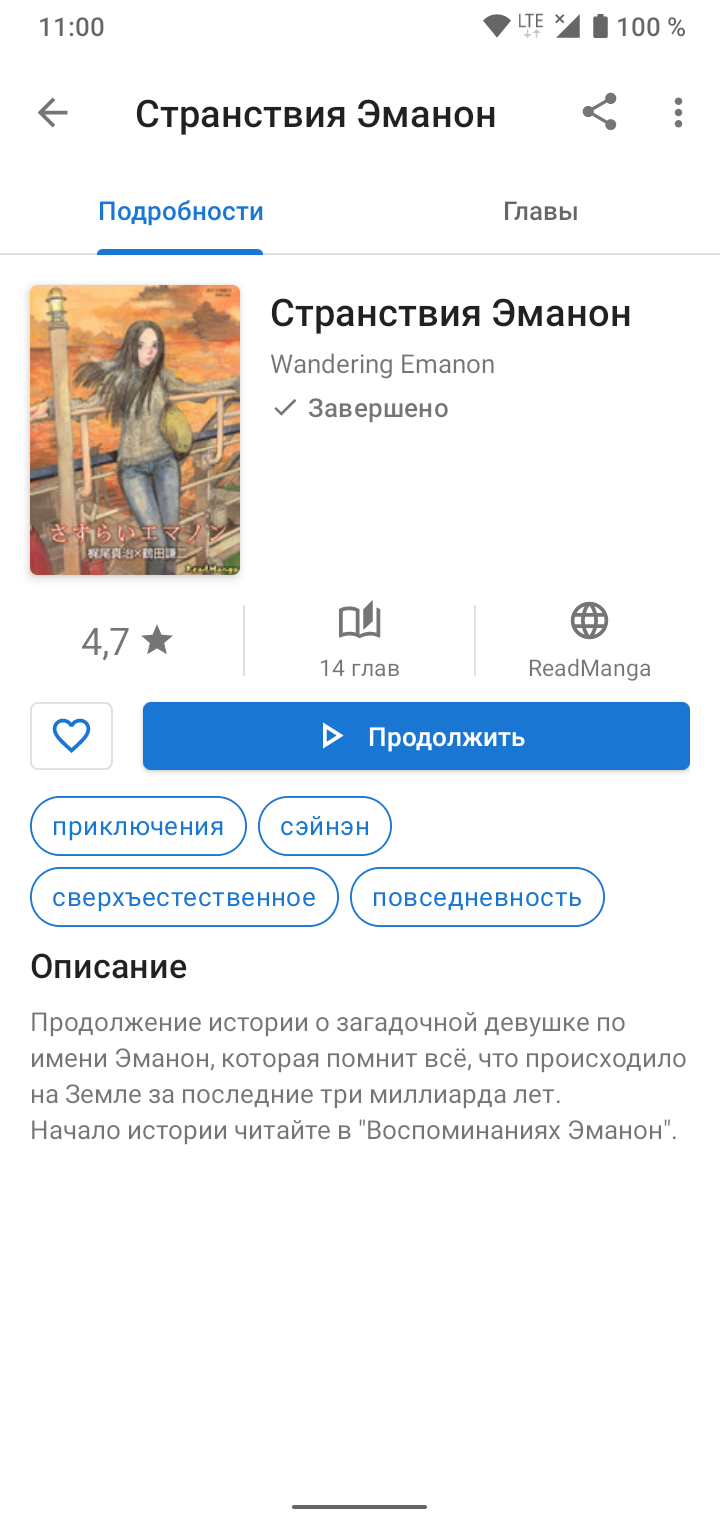 11:00
LTE
100 %
Странствия Эманон
Подробности
Главы
Странствия Эманон
Wandering Emanon
Завершено
さすらいエマノン
梶尾真治×鶴田謙二
ReadManga
4,7
14 глав
ReadManga
Продолжить
приключения
сэйнэн
сверхъестественное
повседневность
Описание
Продолжение истории о загадочной девушке по
имени Эманон, которая помнит всё, что происходило
на Земле за последние три миллиарда лет.
Начало истории читайте в "Воспоминаниях Эманон".